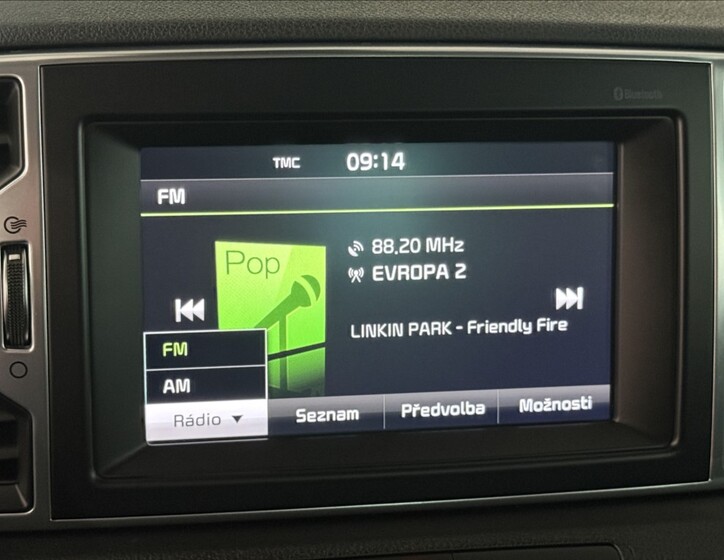 Bluetooth
TMC 09:14
FM
Pop
88,20 MHz
EVROPA 2
LINKIN PARK - Friendly Fire
FM
AM
Rádio ▼ Seznam Předvolba Možnosti